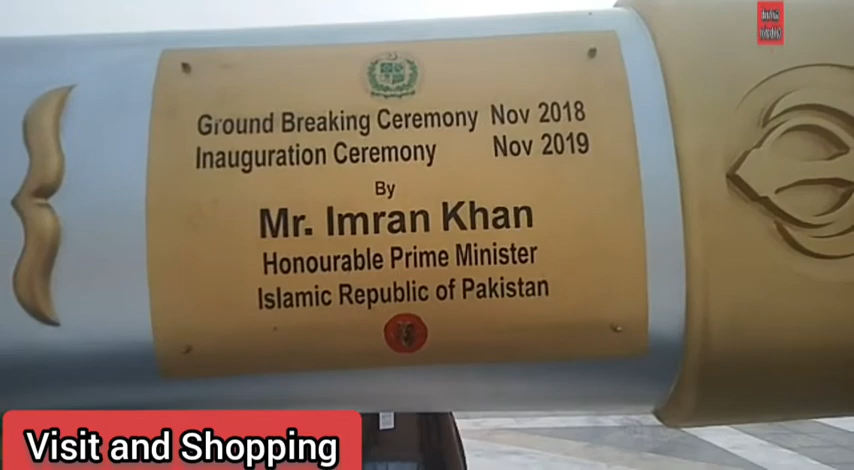 Ground Breaking Ceremony Nov 2018
Inauguration Ceremony Nov 2019
By
Mr. Imran Khan
Honourable Prime Minister
Islamic Republic of Pakistan
Visit and Shopping